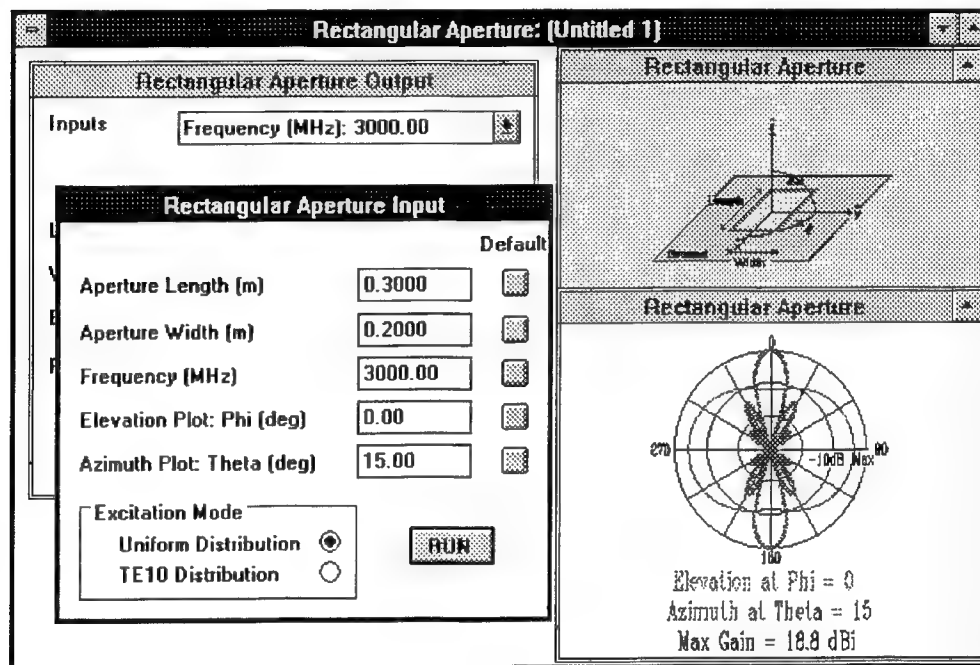 Rectangular Aperture: (Untitled 1)
Rectangular Aperture Output
Inputs
Frequency (MHz): 3000.00
Rectangular Aperture Input
Default
Aperture Length (m) 0.3000
Aperture Width (m) 0.2000
Frequency (MHz) 3000.00
Elevation Plot: Phi (deg) 0.00
Azimuth Plot: Theta (deg) 15.00
Excitation Mode
Uniform Distribution
TE10 Distribution
RUN
Rectangular Aperture
Length
Width
Ground
Rectangular Aperture
0
270
90
-10dB Max
180
Elevation at Phi = 0
Azimuth at Theta = 15
Max Gain = 18.8 dBi